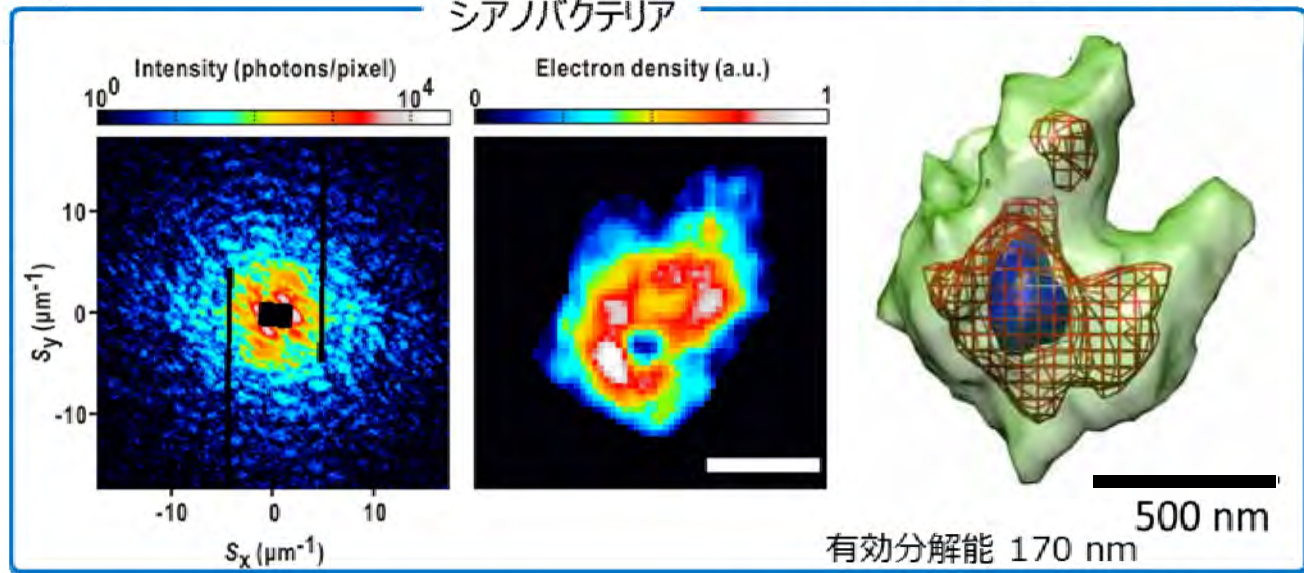 シアノバクテリア
Intensity (photons/pixel)
10⁰ 10⁴
Electron density (a.u.)
0 1
Sy (μm⁻¹)
10
0
-10
-10 0 10
Sx (μm⁻¹)
500 nm
有効分解能 170 nm